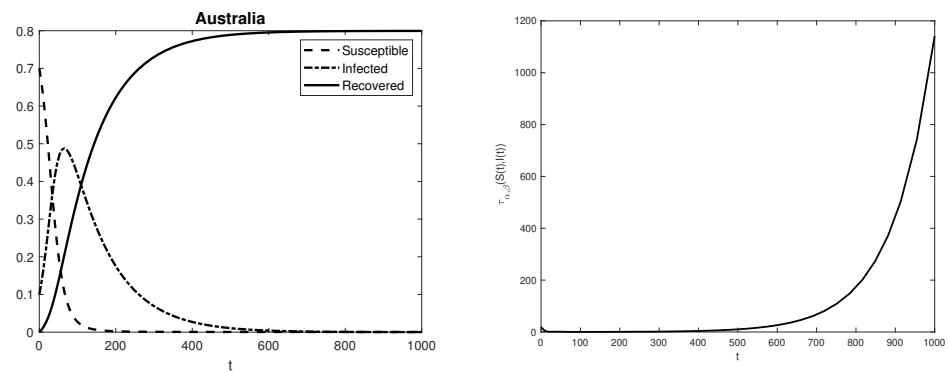 Australia
0.8
0.7
0.6
0.5
0.4
0.3
0.2
0.1
0
Susceptible
Infected
Recovered
0 200 400 600 800 1000
t
1200
1000
800
600
400
200
0
τα,β(S(t),I(t))
0 100 200 300 400 500 600 700 800 900 1000
t